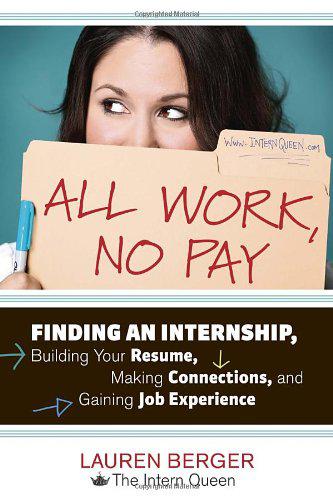 www.InternQueen.com
ALL WORK,
NO PAY
FINDING AN INTERNSHIP,
Building Your Resume,
Making Connections, and
Gaining Job Experience
LAUREN BERGER
The Intern Queen